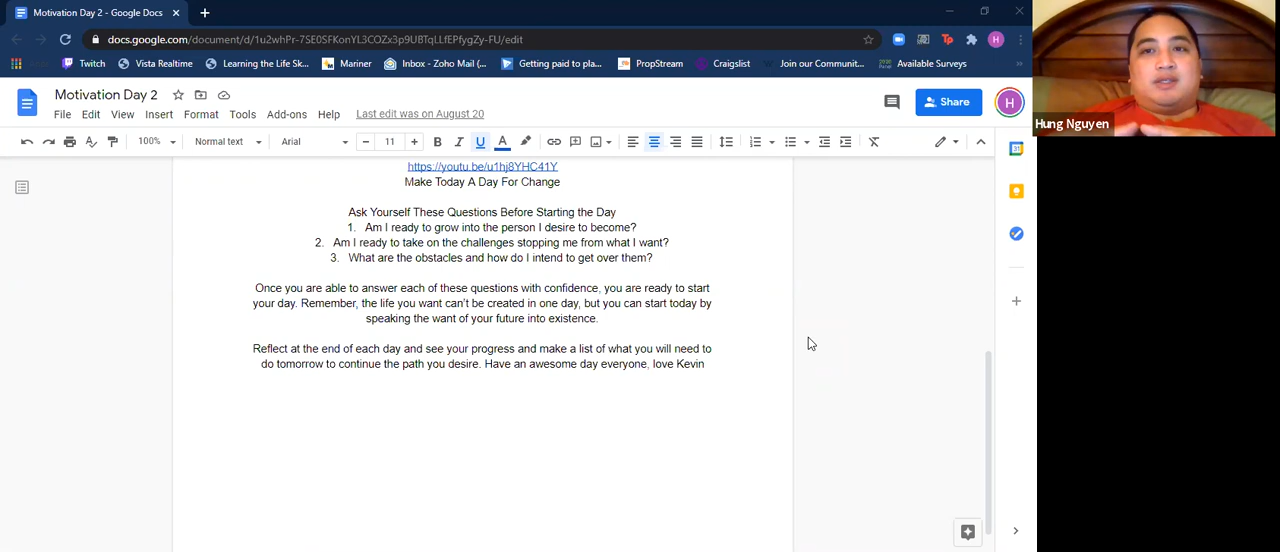 Motivation Day 2 - Google Docs
docs.google.com/document/d/1u2whPr-7SE0SFKonYL3COZx3p9UBTqLLfEPfygZy-FU/edit
Twitch
Vista Realtime
Learning the Life Sk...
Mariner
Inbox - Zoho Mail (...
Getting paid to pla...
PropStream
Craigslist
Join our Communit...
Available Surveys
Motivation Day 2
File Edit View Insert Format Tools Add-ons Help Last edit was on August 20
Share
H
100% Normal text Arial 11
https://youtu.be/u1hj8YHC41Y
Make Today A Day For Change
Ask Yourself These Questions Before Starting the Day
1. Am I ready to grow into the person I desire to become?
2. Am I ready to take on the challenges stopping me from what I want?
3. What are the obstacles and how do I intend to get over them?
Once you are able to answer each of these questions with confidence, you are ready to start
your day. Remember, the life you want can't be created in one day, but you can start today by
speaking the want of your future into existence.
Reflect at the end of each day and see your progress and make a list of what you will need to
do tomorrow to continue the path you desire. Have an awesome day everyone, love Kevin
Hung Nguyen